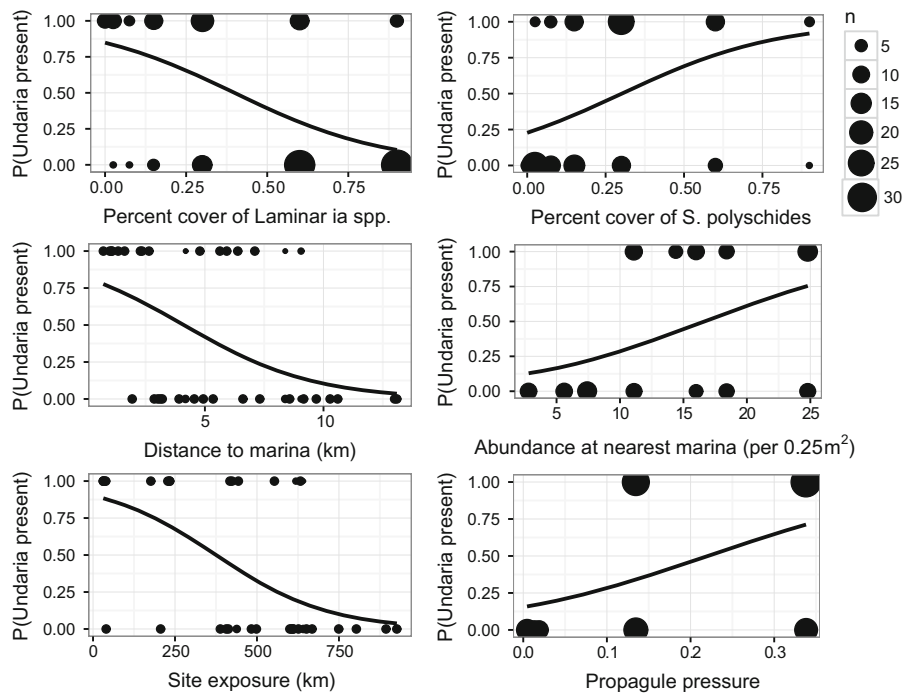 n
5
10
15
20
25
30
P(Undaria present)
1.00
0.75
0.50
0.25
0.00
0.00 0.25 0.50 0.75
Percent cover of Laminar ia spp.
P(Undaria present)
1.00
0.75
0.50
0.25
0.00
0.00 0.25 0.50 0.75
Percent cover of S. polyschides
P(Undaria present)
1.00
0.75
0.50
0.25
0.00
5 10
Distance to marina (km)
P(Undaria present)
1.00
0.75
0.50
0.25
0.00
5 10 15 20 25
Abundance at nearest marina (per 0.25m²)
P(Undaria present)
1.00
0.75
0.50
0.25
0.00
0 250 500 750
Site exposure (km)
P(Undaria present)
1.00
0.75
0.50
0.25
0.00
0.0 0.1 0.2 0.3
Propagule pressure